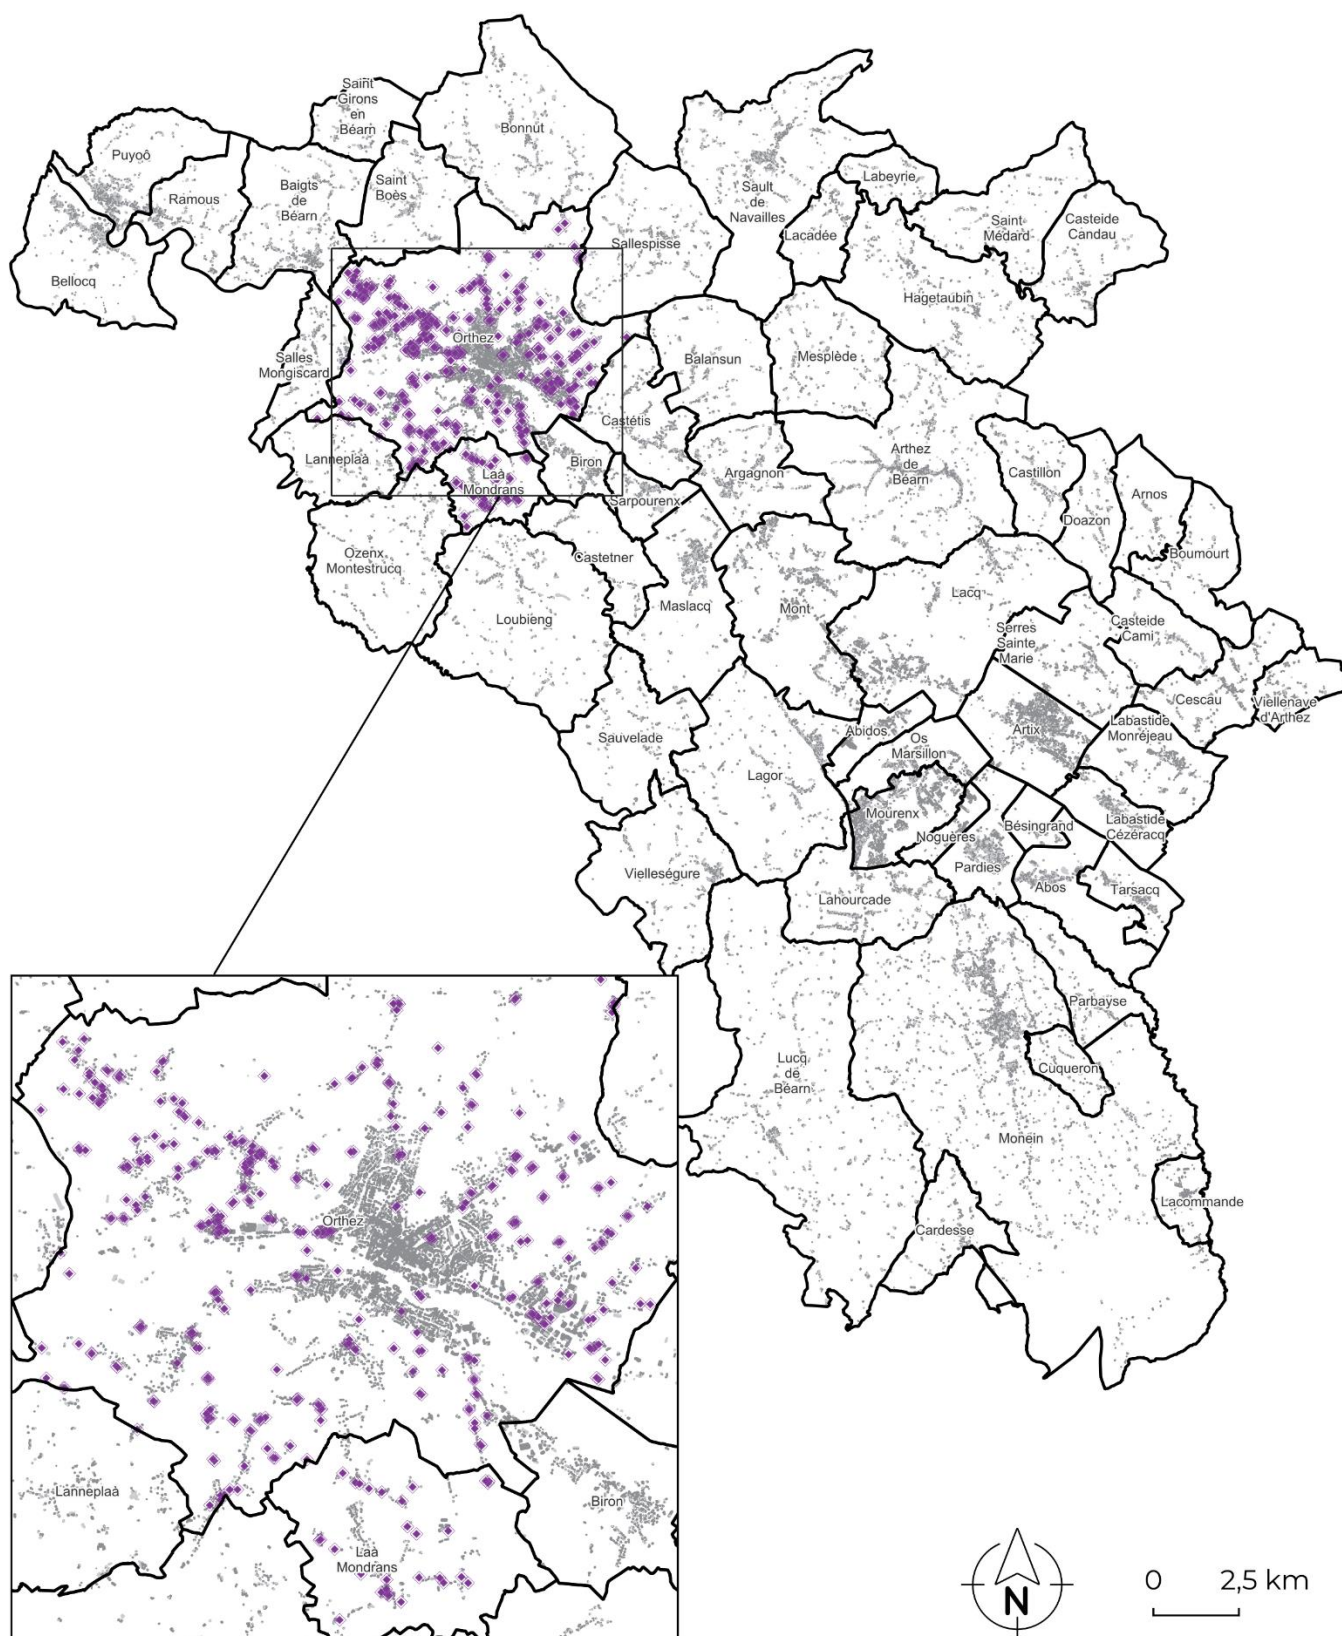 Saint
Girons
en
Béarn
Bonnut
Puyoô
Ramous
Baigts
de
Béarn
Saint
Boès
Bellocq
Sault
de
Navailles
Labeyrie
Lacadée
Saint
Médard
Casteide
Candau
Sallespisse
Hagetaubin
Orthez
Salles
Mongiscard
Balansun
Mesplède
Castétis
Lanneplaà
Laà
Mondrans
Biron
Sarpourenx
Argagnon
Arthez
de
Béarn
Castillon
Doazon
Arnos
Boumourt
Ozenx
Montestrucq
Castetner
Loubieng
Maslacq
Mont
Lacq
Serres
Sainte
Marie
Casteide
Cami
Cescau
Viellenave
d'Arthez
Sauvelade
Lagor
Abidos
Os
Marsillon
Artix
Labastide
Monréjeau
Mourenx
Noguères
Bésingrand
Labastide
Cézéracq
Pardies
Vielleségure
Lahourcade
Abos
Tarsacq
Parbayse
Lucq
de
Béarn
Cuqueron
Monein
Lacommande
Cardesse
Orthez
Lanneplaà
Biron
Laà
Mondrans
N
0 2,5 km